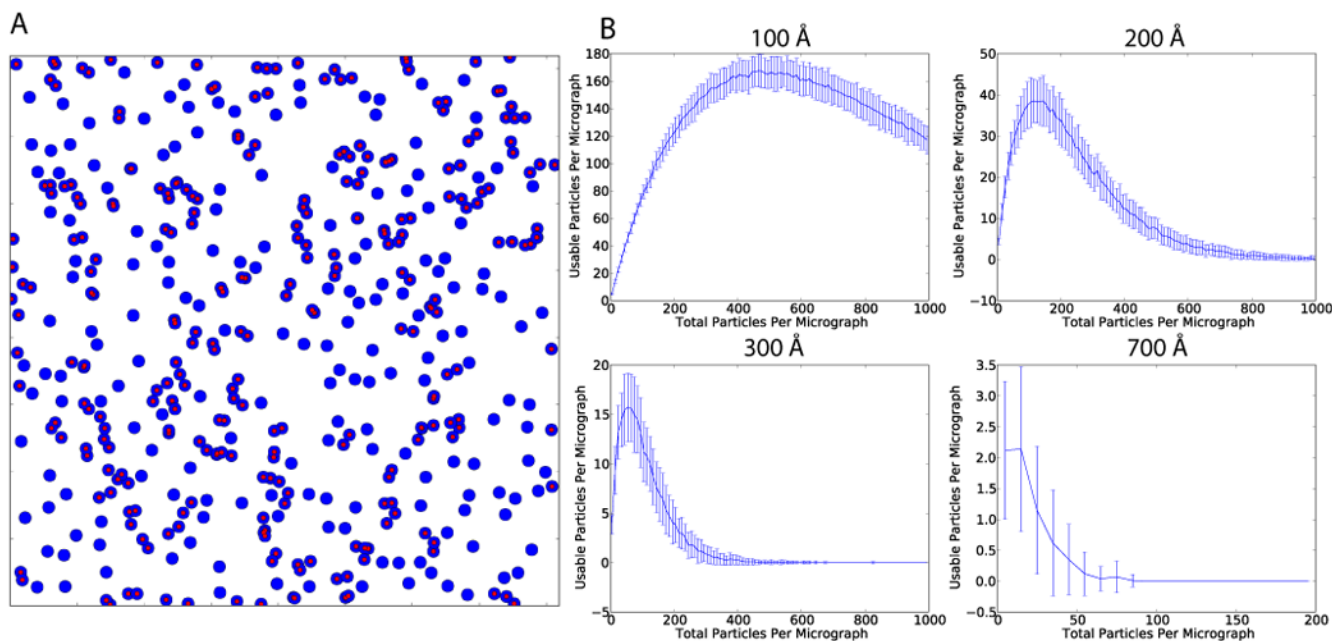 A
B
100 Å
180
160
140
120
100
80
60
40
20
0
Usable Particles Per Micrograph
0 200 400 600 800 1000
Total Particles Per Micrograph
200 Å
50
40
30
20
10
0
−10
Usable Particles Per Micrograph
0 200 400 600 800 1000
Total Particles Per Micrograph
300 Å
20
15
10
5
0
−5
Usable Particles Per Micrograph
0 200 400 600 800 1000
Total Particles Per Micrograph
700 Å
3.5
3.0
2.5
2.0
1.5
1.0
0.5
0.0
−0.5
Usable Particles Per Micrograph
0 50 100 150 200
Total Particles Per Micrograph